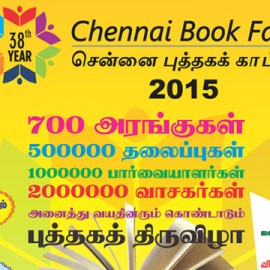 38th
YEAR
Chennai Book
சென்னை புத்தகக்
2015
700 அரங்குகள்
500000 தலைப்புகள்
1000000 பார்வையாளர்கள்
2000000 வாசகர்கள்
அனைத்து வயதினரும் கொண்டாடும்
புத்தகத் திருவிழா